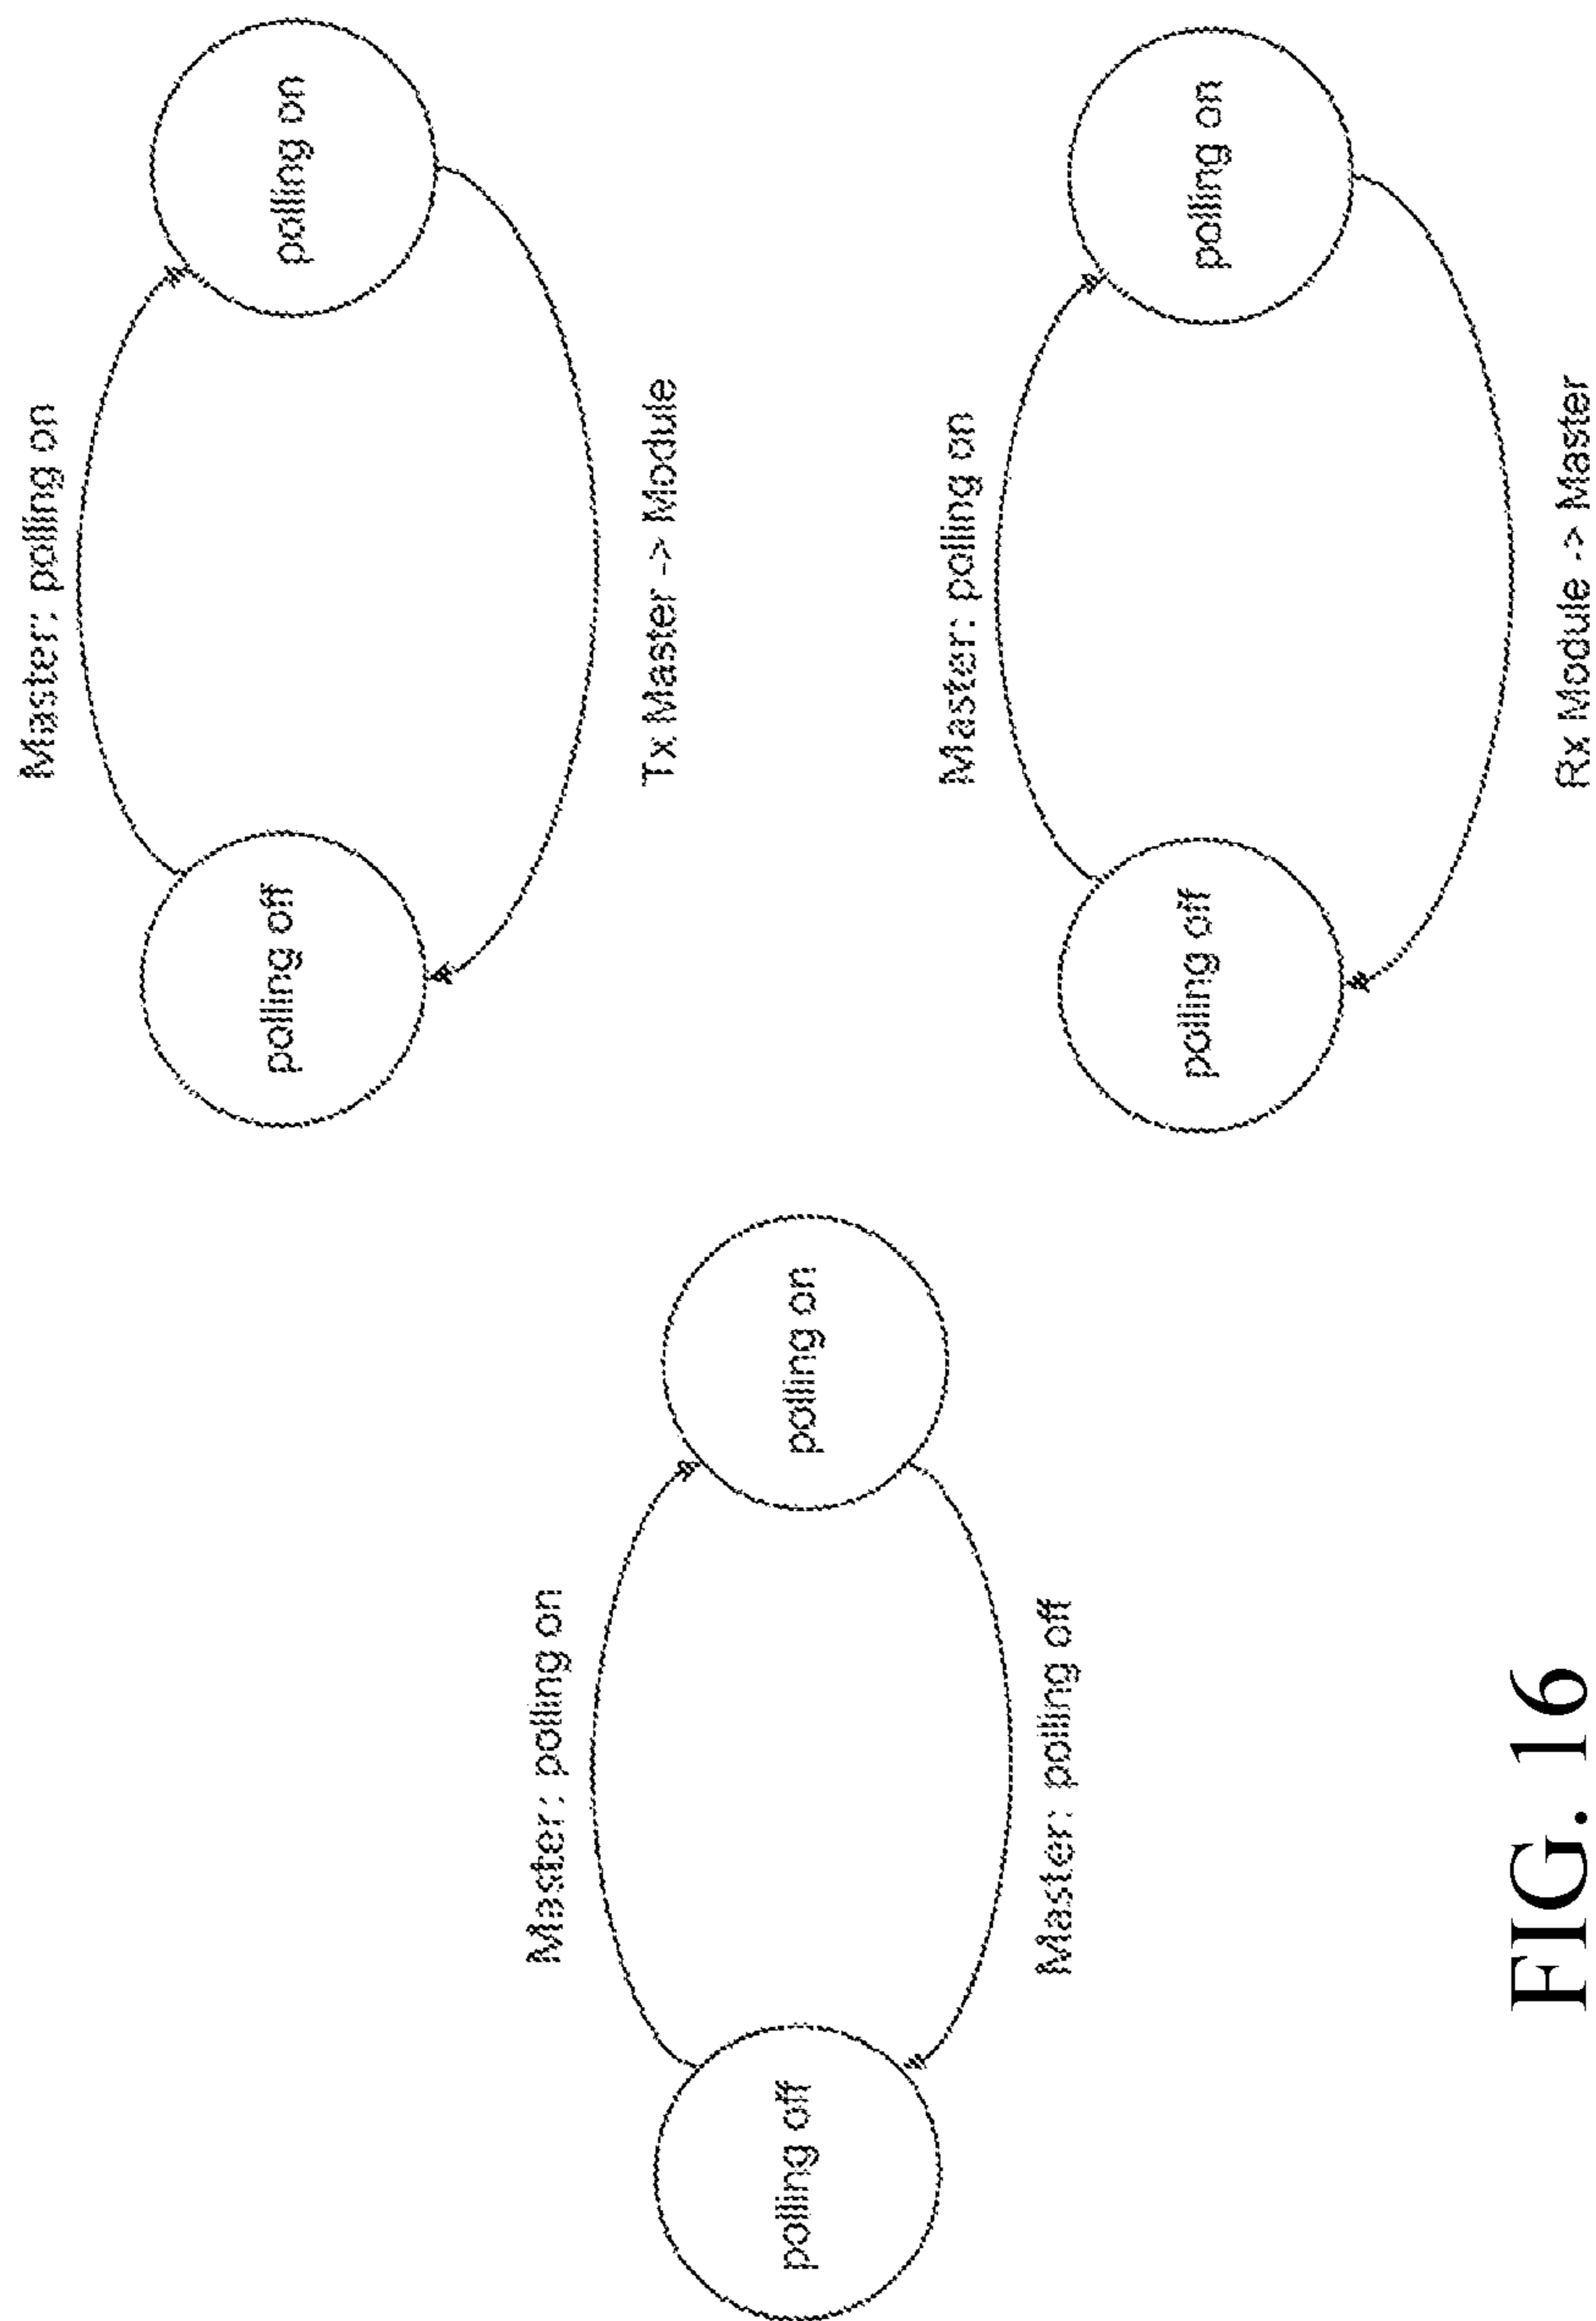 Master: polling on
polling off
polling on
Master: polling off
Master: polling on
polling off
polling on
Tx Master -> Module
Master: polling on
polling off
polling on
Rx Module -> Master
FIG. 16